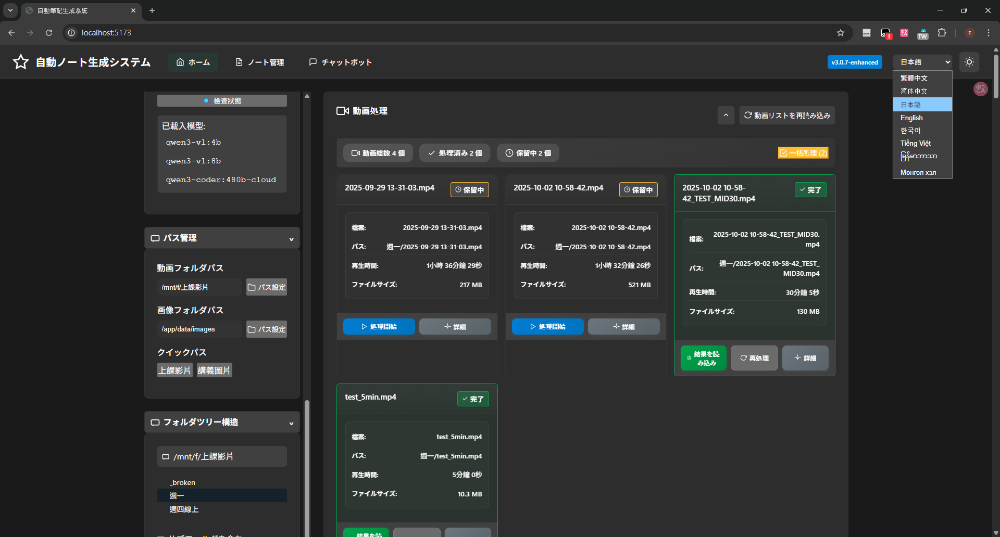 自動筆記生成系統
localhost:5173
1
TW
z
自動ノート生成システム
ホーム
ノート管理
チャットボット
v3.0.7-enhanced
日本語
繁體中文
简体中文
日本語
English
한국어
Tiếng Việt
မြန်မာဘာသာ
Монгол хэл
檢查狀態
已載入模型:
qwen3-vl:4b
qwen3-vl:8b
qwen3-coder:480b-cloud
パス管理
動画フォルダパス
/mnt/f/上課影片
パス設定
画像フォルダパス
/app/data/images
パス設定
クイックパス
上課影片
講義圖片
フォルダツリー構造
/mnt/f/上課影片
_broken
週一
週四線上
動画処理
動画リストを再読み込み
動画総数 4 個
処理済み 2 個
保留中 2 個
一括処理 (2)
2025-09-29 13-31-03.mp4
保留中
檔案: 2025-09-29 13-31-03.mp4
パス: 週一/2025-09-29 13-31-03.mp4
再生時間: 1小時 36分鐘 29秒
ファイルサイズ: 217 MB
処理開始
詳細
2025-10-02 10-58-42.mp4
保留中
檔案: 2025-10-02 10-58-42.mp4
パス: 週一/2025-10-02 10-58-42.mp4
再生時間: 1小時 32分鐘 26秒
ファイルサイズ: 521 MB
処理開始
詳細
2025-10-02 10-58-
42_TEST_MID30.mp4
完了
檔案: 2025-10-02 10-58-42_TEST_MID30.
mp4
パス: 週一/2025-10-02 10-58-42_TEST_
MID30.mp4
再生時間: 30分鐘 5秒
ファイルサイズ: 130 MB
結果を読
み込み
再処理
詳細
test_5min.mp4
完了
檔案: test_5min.mp4
パス: 週一/test_5min.mp4
再生時間: 5分鐘 0秒
ファイルサイズ: 10.3 MB
結果を読